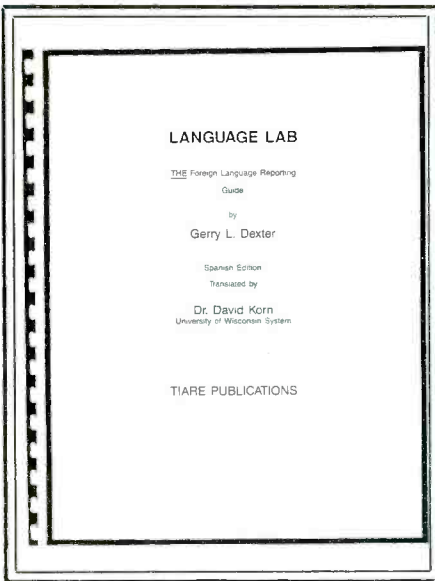 LANGUAGE LAB
THE Foreign Language Reporting
Guide
by
Gerry L. Dexter
Spanish Edition
Translated by
Dr. David Korn
University of Wisconsin System
TIARE PUBLICATIONS